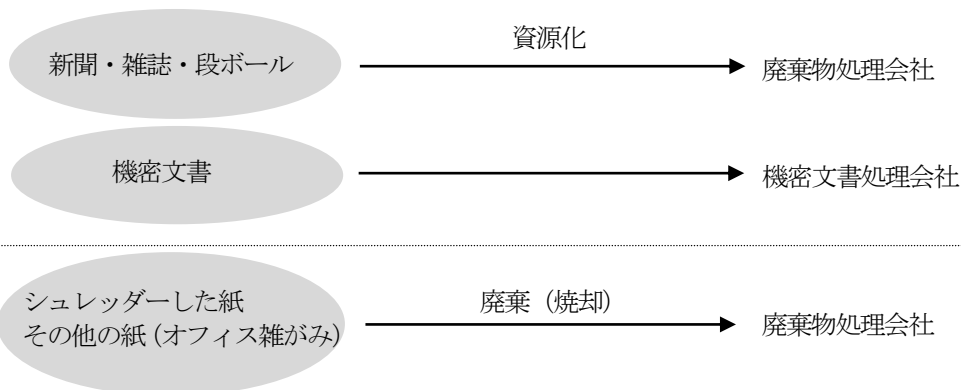 新聞・雑誌・段ボール
資源化
廃棄物処理会社
機密文書
機密文書処理会社
シュレッダーした紙
その他の紙(オフィス雑がみ)
廃棄（焼却）
廃棄物処理会社